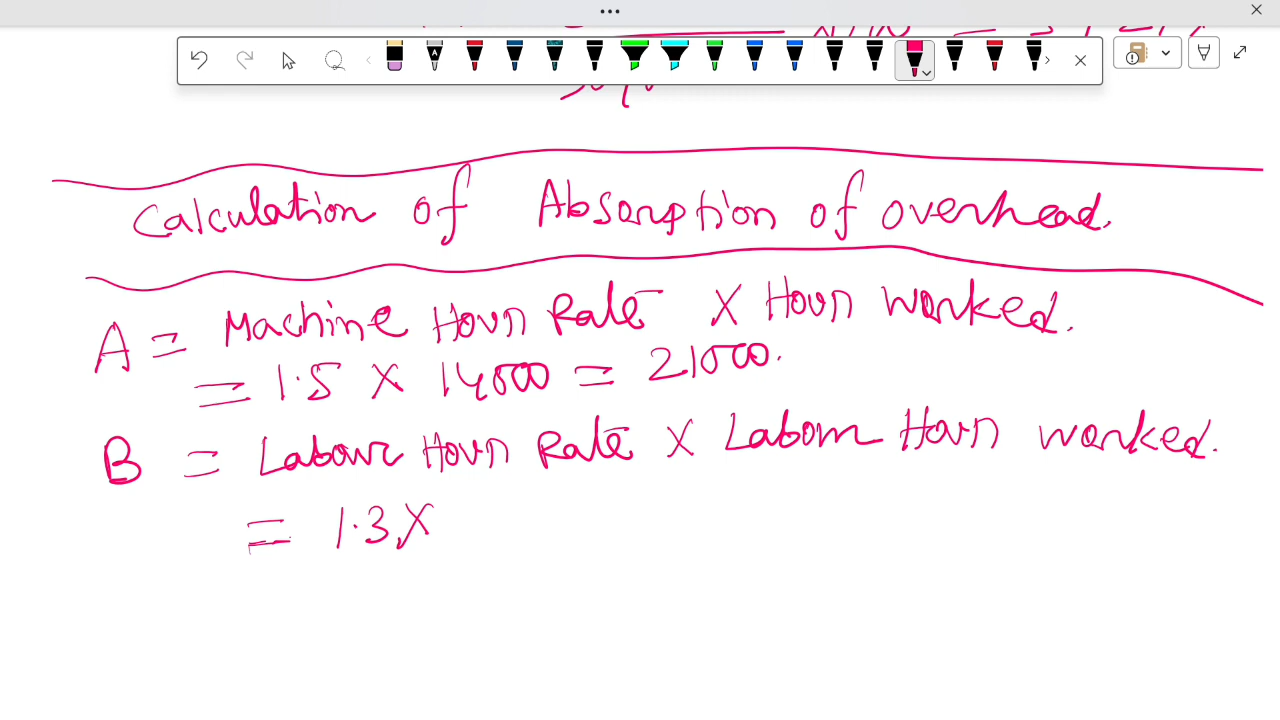 Calculation of Absorption of overhead.
A = Machine Hour Rate X Hour worked.
= 1.5 X 14000 = 21000.
B = Labour Hour Rate X Labour Hour worked.
= 1.3 X